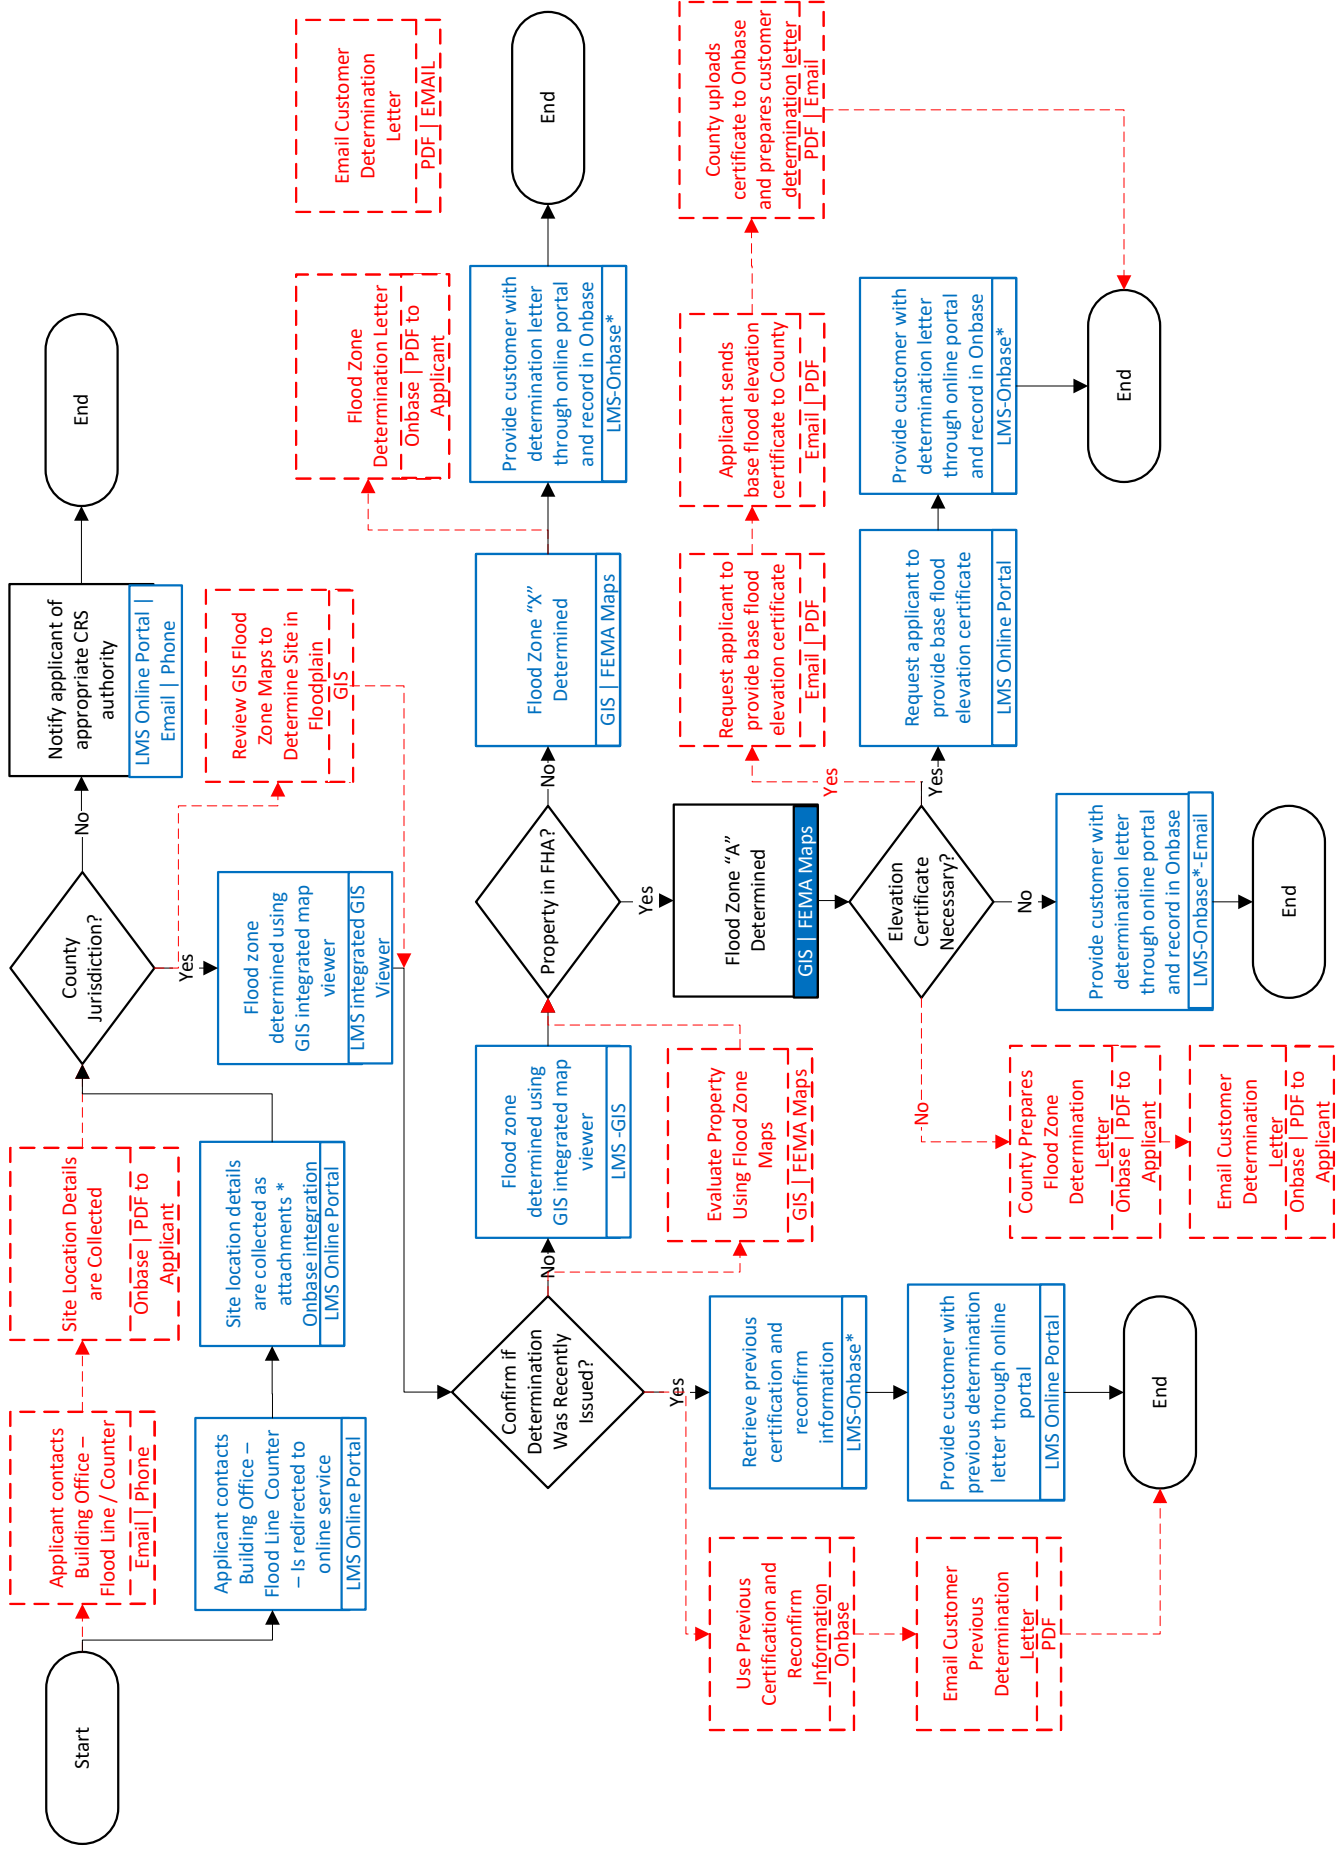 Start
Applicant contacts
Building Office –
Flood Line / Counter
Email | Phone
Site Location Details
are Collected
Onbase | PDF to
Applicant
Applicant contacts
Building Office –
Flood Line  Counter
– Is redirected to
online service
LMS Online Portal
Site location details
are collected as
attachments *
Onbase integration
LMS Online Portal
County
Jurisdiction?
No
Notify applicant of
appropriate CRS
authority
LMS Online Portal |
Email | Phone
End
Yes
Flood zone
determined using
GIS integrated map
viewer
LMS integrated GIS
Viewer
Review GIS Flood
Zone Maps to
Determine Site in
Floodplain
GIS
Confirm if
Determination
Was Recently
Issued?
No
Flood zone
determined using
GIS integrated map
viewer
LMS -GIS
Evaluate Property
Using Flood Zone
Maps
GIS | FEMA Maps
Property in FHA?
No
Flood Zone “X”
Determined
GIS | FEMA Maps
Flood Zone
Determination Letter
Onbase | PDF to
Applicant
Email Customer
Determination
Letter
PDF | EMAIL
Provide customer with
determination letter
through online portal
and record in Onbase
LMS-Onbase*
End
Yes
Flood Zone “A”
Determined
GIS | FEMA Maps
Elevation
Certificate
Necessary?
Yes
Request applicant to
provide base flood
elevation certificate
Email | PDF
Applicant sends
base flood elevation
certificate to County
Email | PDF
County uploads
certificate to Onbase
and prepares customer
determination letter
PDF | Email
Yes
Request applicant to
provide base flood
elevation certificate
LMS Online Portal
Provide customer with
determination letter
through online portal
and record in Onbase
LMS-Onbase*
End
No
Provide customer with
determination letter
through online portal
and record in Onbase
LMS-Onbase*-Email
End
No
County Prepares
Flood Zone
Determination
Letter
Onbase | PDF to
Applicant
Email Customer
Determination
Letter
Onbase | PDF to
Applicant
Yes
Retrieve previous
certification and
reconfirm
information
LMS-Onbase*
Provide customer with
previous determination
letter through online
portal
LMS Online Portal
End
Use Previous
Certification and
Reconfirm
Information
Onbase
Email Customer
Previous
Determination
Letter
PDF